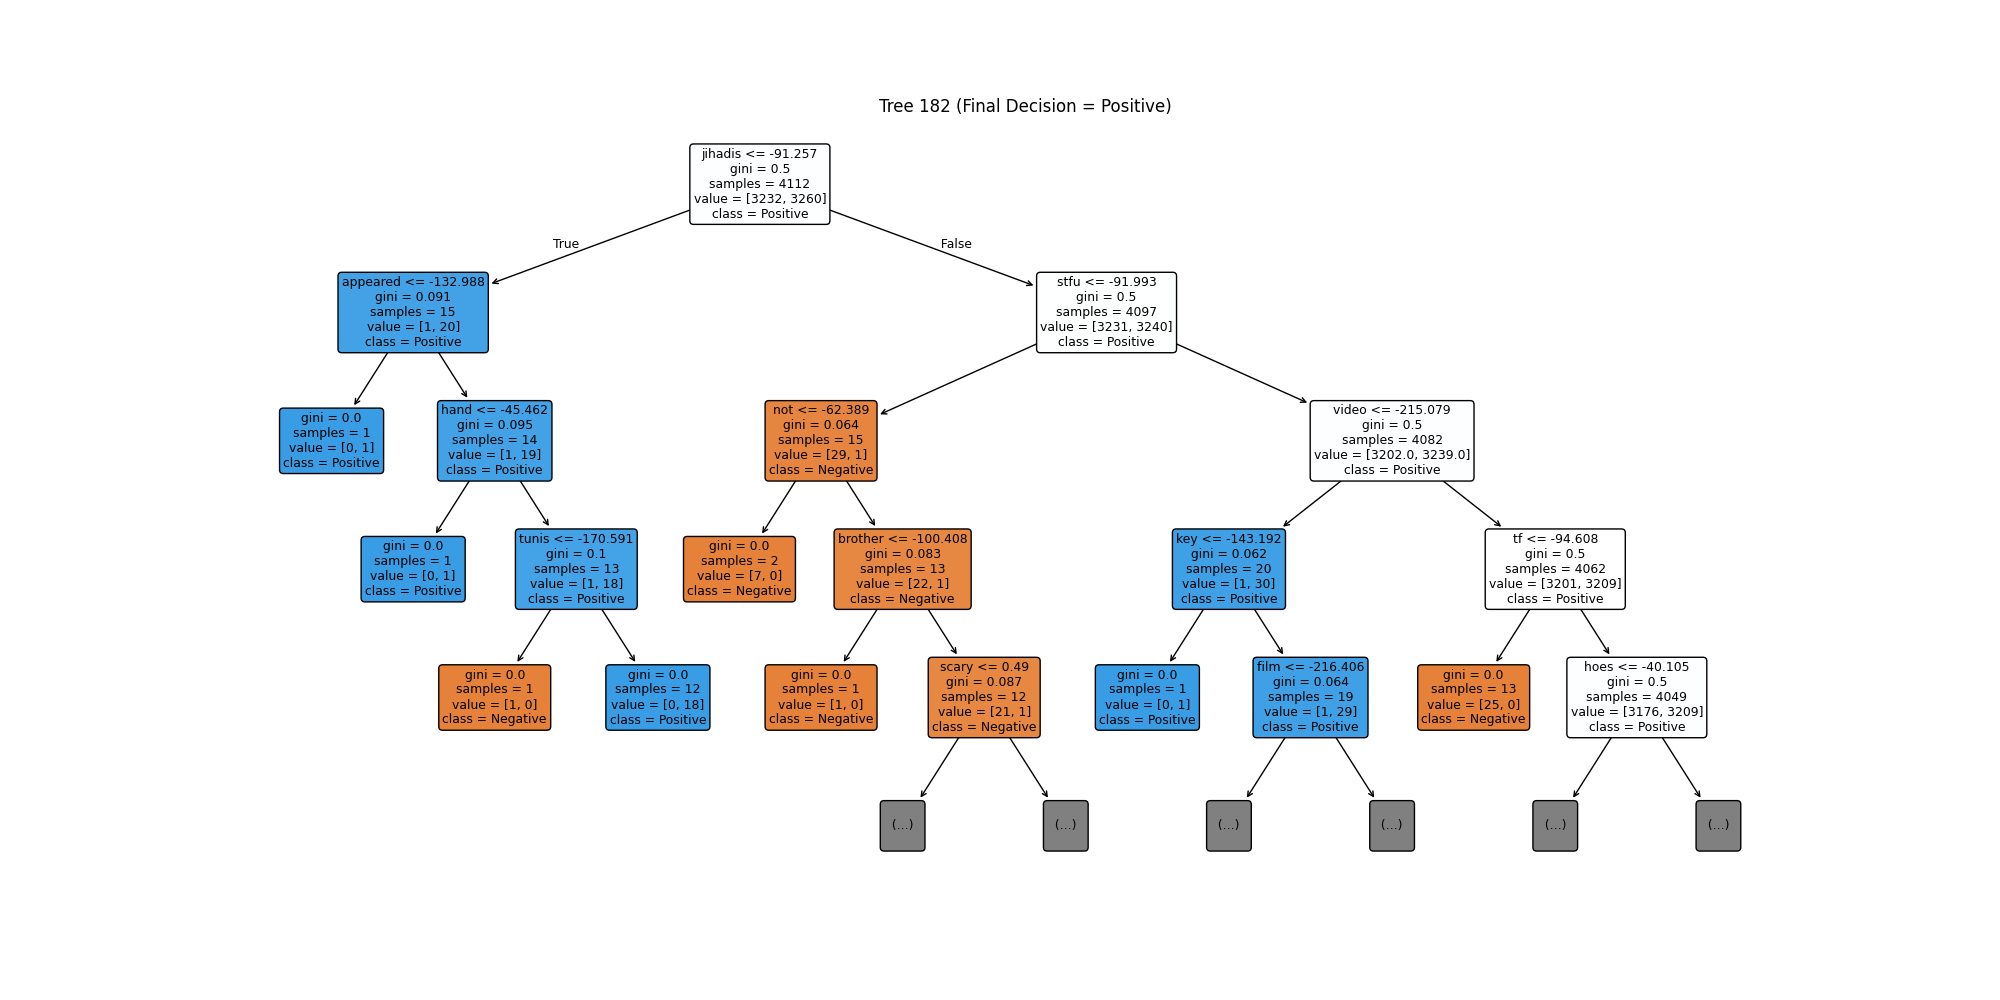 Tree 182 (Final Decision = Positive)
jihadis <= -91.257
gini = 0.5
samples = 4112
value = [3232, 3260]
class = Positive
True
False
appeared <= -132.988
gini = 0.091
samples = 15
value = [1, 20]
class = Positive
stfu <= -91.993
gini = 0.5
samples = 4097
value = [3231, 3240]
class = Positive
gini = 0.0
samples = 1
value = [0, 1]
class = Positive
hand <= -45.462
gini = 0.095
samples = 14
value = [1, 19]
class = Positive
not <= -62.389
gini = 0.064
samples = 15
value = [29, 1]
class = Negative
video <= -215.079
gini = 0.5
samples = 4082
value = [3202.0, 3239.0]
class = Positive
gini = 0.0
samples = 1
value = [0, 1]
class = Positive
tunis <= -170.591
gini = 0.1
samples = 13
value = [1, 18]
class = Positive
gini = 0.0
samples = 2
value = [7, 0]
class = Negative
brother <= -100.408
gini = 0.083
samples = 13
value = [22, 1]
class = Negative
key <= -143.192
gini = 0.062
samples = 20
value = [1, 30]
class = Positive
tf <= -94.608
gini = 0.5
samples = 4062
value = [3201, 3209]
class = Positive
gini = 0.0
samples = 1
value = [1, 0]
class = Negative
gini = 0.0
samples = 12
value = [0, 18]
class = Positive
gini = 0.0
samples = 1
value = [1, 0]
class = Negative
scary <= 0.49
gini = 0.087
samples = 12
value = [21, 1]
class = Negative
gini = 0.0
samples = 1
value = [0, 1]
class = Positive
film <= -216.406
gini = 0.064
samples = 19
value = [1, 29]
class = Positive
gini = 0.0
samples = 13
value = [25, 0]
class = Negative
hoes <= -40.105
gini = 0.5
samples = 4049
value = [3176, 3209]
class = Positive
(...)
(...)
(...)
(...)
(...)
(...)